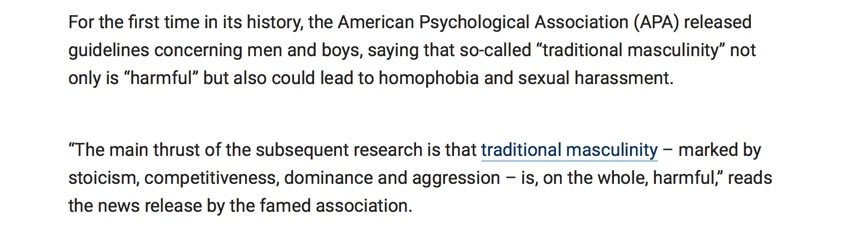 For the first time in its history, the American Psychological Association (APA) released
guidelines concerning men and boys, saying that so-called “traditional masculinity” not
only is “harmful” but also could lead to homophobia and sexual harassment.
“The main thrust of the subsequent research is that traditional masculinity – marked by
stoicism, competitiveness, dominance and aggression – is, on the whole, harmful,” reads
the news release by the famed association.